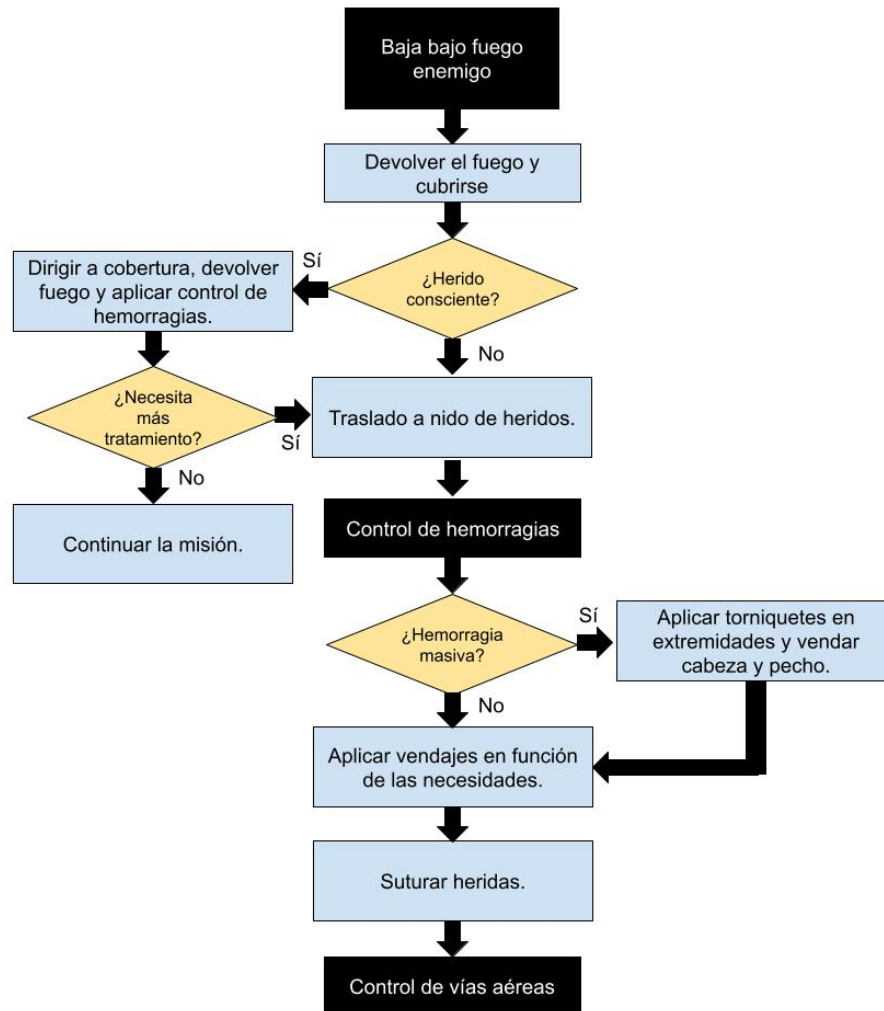 Baja bajo fuego
enemigo
Devolver el fuego y
cubrirse
Sí
¿Herido
consciente?
Dirigir a cobertura, devolver
fuego y aplicar control de
hemorragias.
No
¿Necesita
más
tratamiento?
Sí
Traslado a nido de heridos.
No
Continuar la misión.
Control de hemorragias
¿Hemorragia
masiva?
Sí
Aplicar torniquetes en
extremidades y vendar
cabeza y pecho.
No
Aplicar vendajes en función
de las necesidades.
Suturar heridas.
Control de vías aéreas